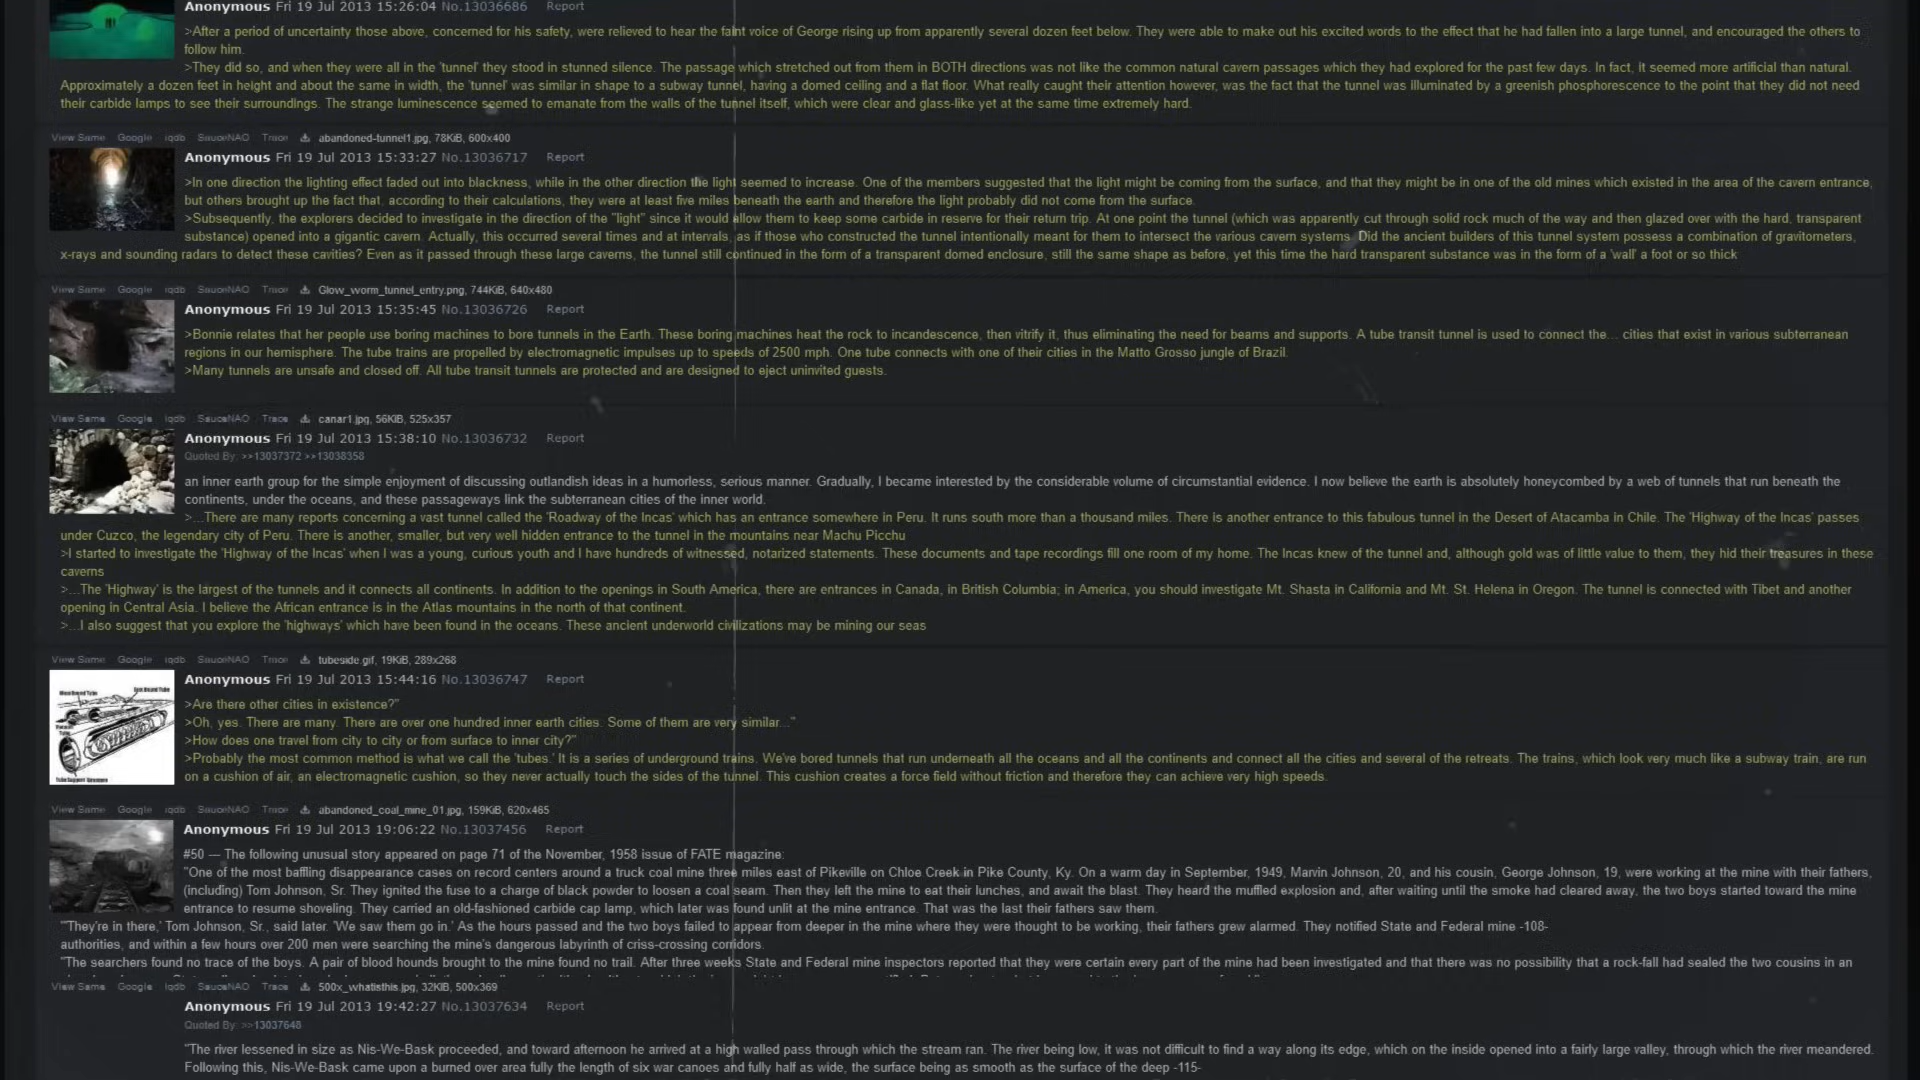 Anonymous Fri 19 Jul 2013 15:26:04 No.13036686 Report
>After a period of uncertainty those above, concerned for his safety, were relieved to hear the faint voice of George rising up from apparently several dozen feet below. They were able to make out his excited words to the effect that he had fallen into a large tunnel, and encouraged the others to
follow him.
>They did so, and when they were all in the 'tunnel' they stood in stunned silence. The passage which stretched out from them in BOTH directions was not like the common natural cavern passages which they had explored for the past few days. In fact, it seemed more artificial than natural.
Approximately a dozen feet in height and about the same in width, the 'tunnel' was similar in shape to a subway tunnel, having a domed ceiling and a flat floor. What really caught their attention however, was the fact that the tunnel was illuminated by a greenish phosphorescence to the point that they did not need
their carbide lamps to see their surroundings. The strange luminescence seemed to emanate from the walls of the tunnel itself, which were clear and glass-like yet at the same time extremely hard.
View Same Google iqdb SauceNAO Trace abandoned-tunnel1.jpg, 78KiB, 600x400
Anonymous Fri 19 Jul 2013 15:33:27 No.13036717 Report
>In one direction the lighting effect faded out into blackness, while in the other direction the light seemed to increase. One of the members suggested that the light might be coming from the surface, and that they might be in one of the old mines which existed in the area of the cavern entrance,
but others brought up the fact that, according to their calculations, they were at least five miles beneath the earth and therefore the light probably did not come from the surface.
>Subsequently, the explorers decided to investigate in the direction of the "light" since it would allow them to keep some carbide in reserve for their return trip. At one point the tunnel (which was apparently cut through solid rock much of the way and then glazed over with the hard, transparent
substance) opened into a gigantic cavern. Actually, this occurred several times and at intervals, as if those who constructed the tunnel intentionally meant for them to intersect the various cavern systems. Did the ancient builders of this tunnel system possess a combination of gravitometers,
x-rays and sounding radars to detect these cavities? Even as it passed through these large caverns, the tunnel still continued in the form of a transparent domed enclosure, still the same shape as before, yet this time the hard transparent substance was in the form of a 'wall' a foot or so thick
View Same Google iqdb SauceNAO Trace Glow_worm_tunnel_entry.png, 744KiB, 640x480
Anonymous Fri 19 Jul 2013 15:35:45 No.13036726 Report
>Bonnie relates that her people use boring machines to bore tunnels in the Earth. These boring machines heat the rock to incandescence, then vitrify it, thus eliminating the need for beams and supports. A tube transit tunnel is used to connect the... cities that exist in various subterranean
regions in our hemisphere. The tube trains are propelled by electromagnetic impulses up to speeds of 2500 mph. One tube connects with one of their cities in the Matto Grosso jungle of Brazil.
>Many tunnels are unsafe and closed off. All tube transit tunnels are protected and are designed to eject uninvited guests.
View Same Google iqdb SauceNAO Trace canar1.jpg, 56KiB, 525x357
Anonymous Fri 19 Jul 2013 15:38:10 No.13036732 Report
Quoted By: >>13037372 >>13038358
an inner earth group for the simple enjoyment of discussing outlandish ideas in a humorless, serious manner. Gradually, I became interested by the considerable volume of circumstantial evidence. I now believe the earth is absolutely honeycombed by a web of tunnels that run beneath the
continents, under the oceans, and these passageways link the subterranean cities of the inner world.
>...There are many reports concerning a vast tunnel called the 'Roadway of the Incas' which has an entrance somewhere in Peru. It runs south more than a thousand miles. There is another entrance to this fabulous tunnel in the Desert of Atacamba in Chile. The 'Highway of the Incas' passes
under Cuzco, the legendary city of Peru. There is another, smaller, but very well hidden entrance to the tunnel in the mountains near Machu Picchu
>I started to investigate the 'Highway of the Incas' when I was a young, curious youth and I have hundreds of witnessed, notarized statements. These documents and tape recordings fill one room of my home. The Incas knew of the tunnel and, although gold was of little value to them, they hid their treasures in these
caverns
>...The 'Highway' is the largest of the tunnels and it connects all continents. In addition to the openings in South America, there are entrances in Canada, in British Columbia; in America, you should investigate Mt. Shasta in California and Mt. St. Helena in Oregon. The tunnel is connected with Tibet and another
opening in Central Asia. I believe the African entrance is in the Atlas mountains in the north of that continent.
>...I also suggest that you explore the 'highways' which have been found in the oceans. These ancient underworld civilizations may be mining our seas
View Same Google iqdb SauceNAO Trace tubeside.gif, 19KiB, 289x268
Anonymous Fri 19 Jul 2013 15:44:16 No.13036747 Report
>Are there other cities in existence?"
>Oh, yes. There are many. There are over one hundred inner earth cities. Some of them are very similar..."
>How does one travel from city to city or from surface to inner city?"
>Probably the most common method is what we call the 'tubes.' It is a series of underground trains. We've bored tunnels that run underneath all the oceans and all the continents and connect all the cities and several of the retreats. The trains, which look very much like a subway train, are run
on a cushion of air, an electromagnetic cushion, so they never actually touch the sides of the tunnel. This cushion creates a force field without friction and therefore they can achieve very high speeds.
View Same Google iqdb SauceNAO Trace abandoned_coal_mine_01.jpg, 159KiB, 620x465
Anonymous Fri 19 Jul 2013 19:06:22 No.13037456 Report
#50 — The following unusual story appeared on page 71 of the November, 1958 issue of FATE magazine:
"One of the most baffling disappearance cases on record centers around a truck coal mine three miles east of Pikeville on Chloe Creek in Pike County, Ky. On a warm day in September, 1949, Marvin Johnson, 20, and his cousin, George Johnson, 19, were working at the mine with their fathers,
(including) Tom Johnson, Sr. They ignited the fuse to a charge of black powder to loosen a coal seam. Then they left the mine to eat their lunches, and await the blast. They heard the muffled explosion and, after waiting until the smoke had cleared away, the two boys started toward the mine
entrance to resume shoveling. They carried an old-fashioned carbide cap lamp, which later was found unlit at the mine entrance. That was the last their fathers saw them.
"'They're in there,' Tom Johnson, Sr., said later. 'We saw them go in.' As the hours passed and the two boys failed to appear from deeper in the mine where they were thought to be working, their fathers grew alarmed. They notified State and Federal mine -108-
authorities, and within a few hours over 200 men were searching the mine's dangerous labyrinth of criss-crossing corridors.
"The searchers found no trace of the boys. A pair of blood hounds brought to the mine found no trail. After three weeks State and Federal mine inspectors reported that they were certain every part of the mine had been investigated and that there was no possibility that a rock-fall had sealed the two cousins in an
View Same Google iqdb SauceNAO Trace 500x_whatisthis.jpg, 32KiB, 500x369
Anonymous Fri 19 Jul 2013 19:42:27 No.13037634 Report
Quoted By: >>13037648
"The river lessened in size as Nis-We-Bask proceeded, and toward afternoon he arrived at a high walled pass through which the stream ran. The river being low, it was not difficult to find a way along its edge, which on the inside opened into a fairly large valley, through which the river meandered.
Following this, Nis-We-Bask came upon a burned over area fully the length of six war canoes and fully half as wide, the surface being as smooth as the surface of the deep -115-